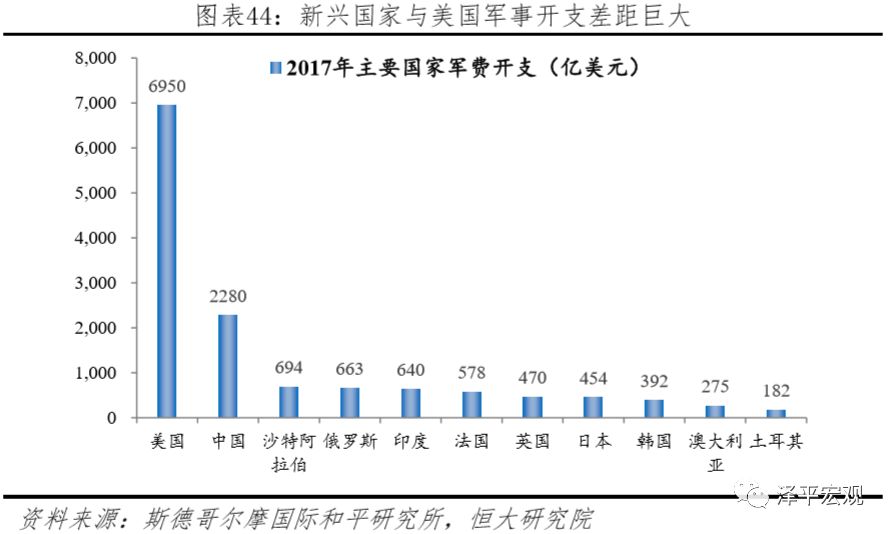 图表44：新兴国家与美国军事开支差距巨大
2017年主要国家军费开支（亿美元）
8,000
7,000
6,000
5,000
4,000
3,000
2,000
1,000
0
6950
2280
694
663
640
578
470
454
392
275
182
美国
中国
沙特阿
拉伯
俄罗斯
印度
法国
英国
日本
韩国
澳大利
亚
土耳其
泽平宏观
资料来源：斯德哥尔摩国际和平研究所，恒大研究院